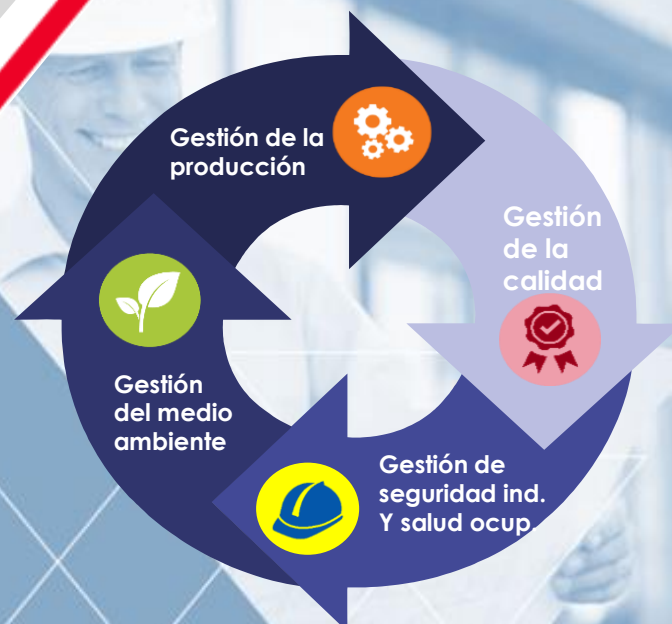 Gestión de la
producción
Gestión
de la
calidad
Gestión de
seguridad ind.
Y salud ocup.
Gestión
del medio
ambiente